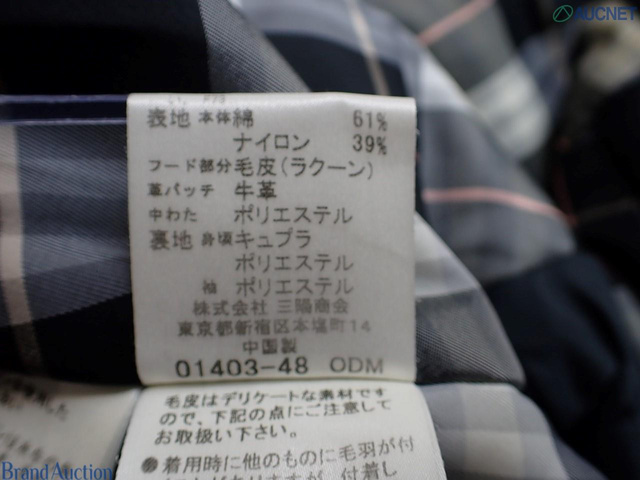 AUCNET
表地 本体 綿 61%
ナイロン 39%
フード部分 毛皮(ラクーン)
革パッチ 牛革
中わた ポリエステル
裏地 身頃 キュプラ
ポリエステル
袖 ポリエステル
株式会社 三陽商会
東京都新宿区本塩町14
中国製
01403-48 ODM
毛皮はデリケートな素材です
ので、下記の点にご注意して
お取扱い下さい。
●着用時に他のものに毛羽が付
Brand Auction